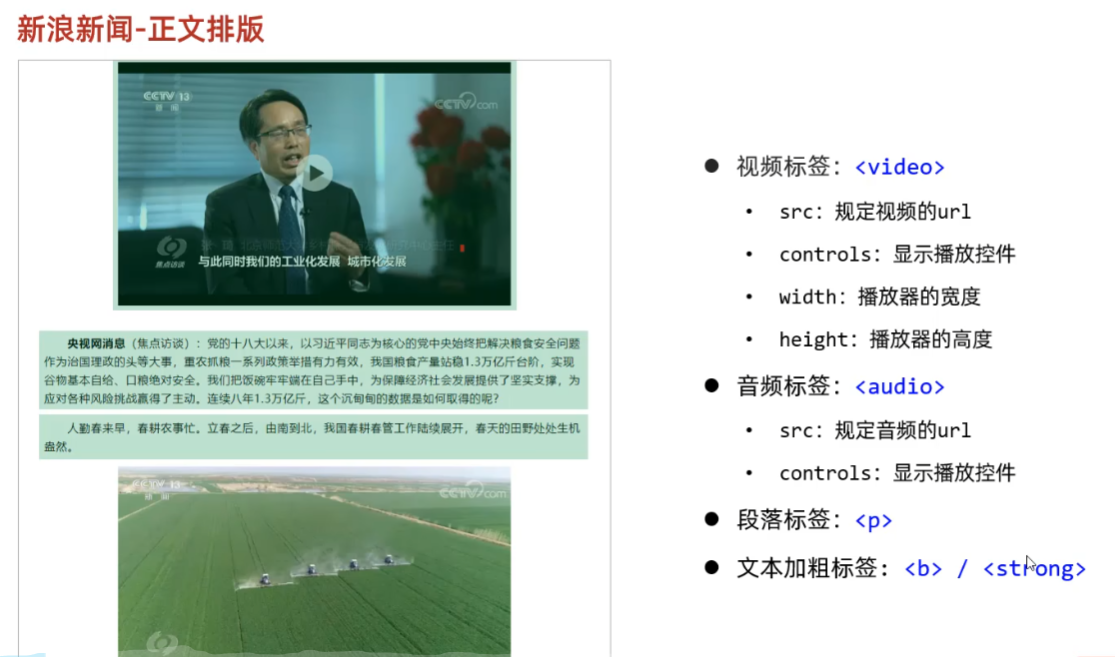 新浪新闻-正文排版
CCTV 13
新 闻
CCTV.com
焦点访谈
与此同时我们的工业化发展 城市化发展
央视网消息（焦点访谈）：党的十八大以来，以习近平同志为核心的党中央始终把解决粮食安全问题
作为治国理政的头等大事，重农抓粮一系列政策举措有力有效，我国粮食产量站稳1.3万亿斤台阶，实现
谷物基本自给、口粮绝对安全。我们把饭碗牢牢端在自己手中，为保障经济社会发展提供了坚实支撑，为
应对各种风险挑战赢得了主动。连续八年1.3万亿斤，这个沉甸甸的数据是如何取得的呢？
人勤春来早，春耕农事忙。立春之后，由南到北，我国春耕春管工作陆续展开，春天的田野处处生机
盎然。
CCTV 13
新 闻
CCTV.com
● 视频标签：<video>
• src：规定视频的url
• controls：显示播放控件
• width：播放器的宽度
• height：播放器的高度
● 音频标签：<audio>
• src：规定音频的url
• controls：显示播放控件
● 段落标签：<p>
● 文本加粗标签：<b> / <strong>